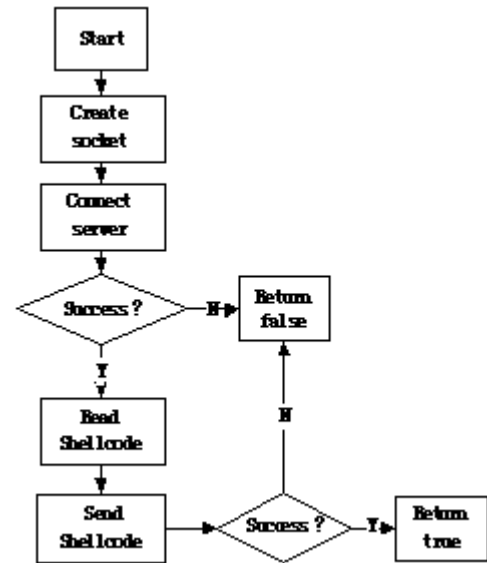 Start
Create
socket
Connect
server
Success?
N
Return
false
Y
Read
Shellcode
N
Send
Shellcode
Success?
Y
Return
true